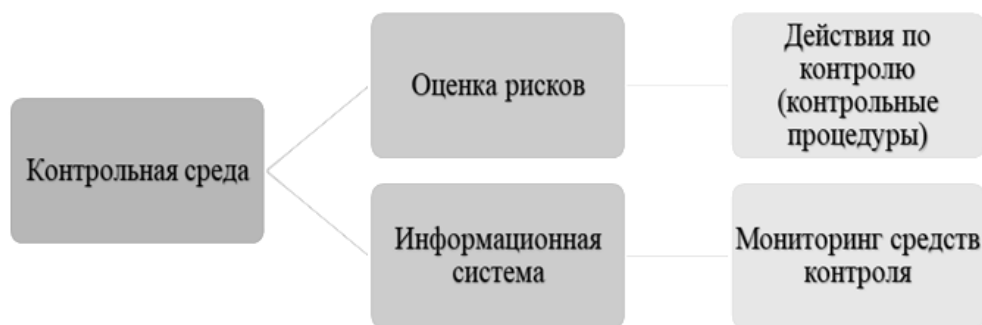 Контрольная среда
Оценка рисков
Действия по
контролю
(контрольные
процедуры)
Информационная
система
Мониторинг средств
контроля